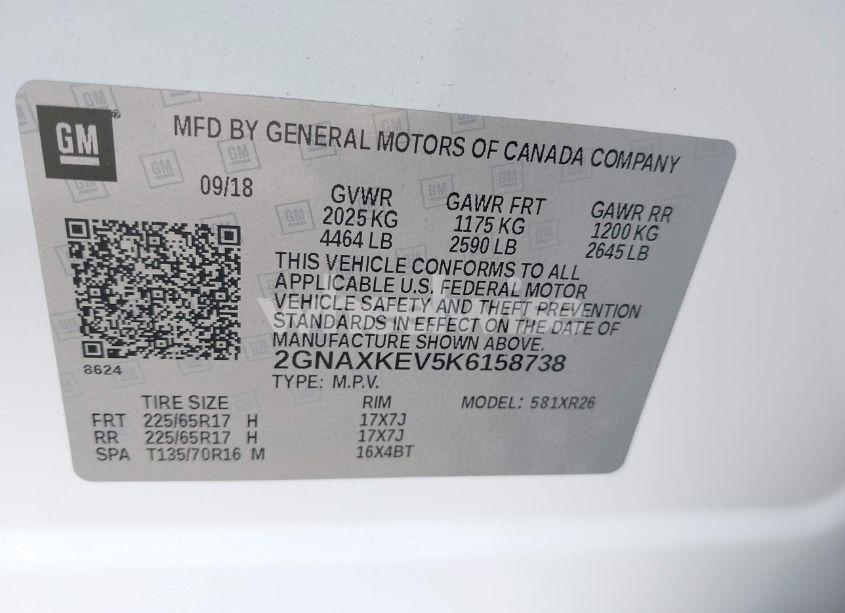 GM
MFD BY GENERAL MOTORS OF CANADA COMPANY
09/18
GVWR GAWR FRT GAWR RR
2025 KG 1175 KG 1200 KG
4464 LB 2590 LB 2645 LB
THIS VEHICLE CONFORMS TO ALL
APPLICABLE U.S. FEDERAL MOTOR
VEHICLE SAFETY AND THEFT PREVENTION
STANDARDS IN EFFECT ON THE DATE OF
MANUFACTURE SHOWN ABOVE.
8624
2GNAXKEV5K6158738
TYPE: M.P.V.
TIRE SIZE RIM MODEL: 581XR26
FRT 225/65R17 H 17X7J
RR 225/65R17 H 17X7J
SPA T135/70R16 M 16X4BT